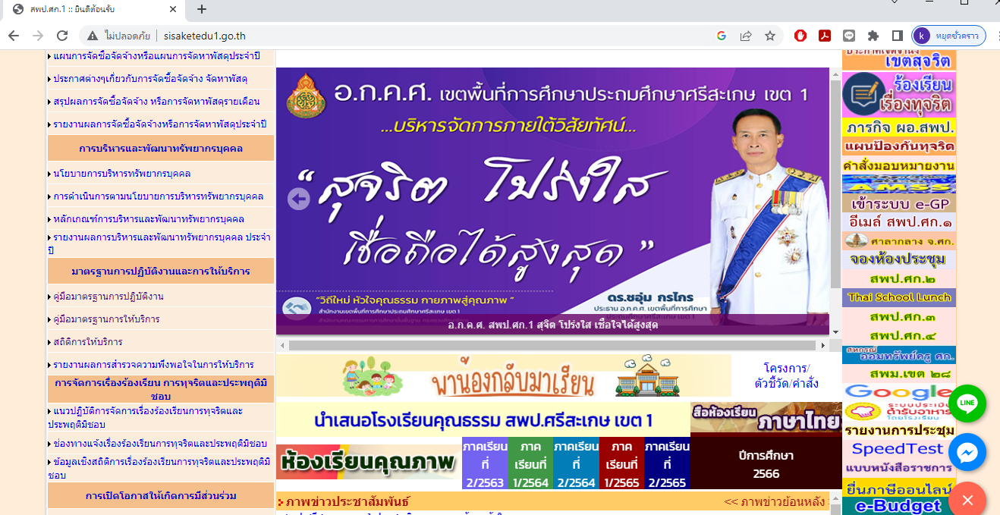 สพป.ศก.1 :: ยินดีต้อนรับ
ไม่ปลอดภัย
sisaketedu1.go.th
k หยุดชั่วคราว
แผนการจัดซื้อจัดจ้างหรือแผนการจัดหาพัสดุประจำปี
ประกาศต่างๆเกี่ยวกับการจัดซื้อจัดจ้าง จัดหาพัสดุ
สรุปผลการจัดซื้อจัดจ้าง หรือการจัดหาพัสดุรายเดือน
รายงานผลการจัดซื้อจัดจ้างหรือการจัดหาพัสดุประจำปี
การบริหารและพัฒนาทรัพยากรบุคคล
นโยบายการบริหารทรัพยากรบุคคล
การดำเนินการตามนโยบายการบริหารทรัพยากรบุคคล
หลักเกณฑ์การบริหารและพัฒนาทรัพยากรบุคคล
รายงานผลการบริหารและพัฒนาทรัพยากรบุคคล ประจำ
ปี
มาตรฐานการปฏิบัติงานและการให้บริการ
คู่มือมาตรฐานการปฏิบัติงาน
คู่มือมาตรฐานการให้บริการ
สถิติการให้บริการ
รายงานผลการสำรวจความพึงพอใจในการให้บริการ
การจัดการเรื่องร้องเรียน การทุจริตและประพฤติมิ
ชอบ
แนวปฏิบัติการจัดการเรื่องร้องเรียนการทุจริตและ
ประพฤติมิชอบ
ช่องทางแจ้งเรื่องร้องเรียนการทุจริตและประพฤติมิชอบ
ข้อมูลเชิงสถิติการเรื่องร้องเรียนการทุจริตและประพฤติมิ
ชอบ
การเปิดโอกาสให้เกิดการมีส่วนร่วม
อ.ก.ค.ศ. เขตพื้นที่การศึกษาประถมศึกษาศรีสะเกษ เขต 1
...บริหารจัดการภายใต้วิสัยทัศน์...
“ สุจริต โปร่งใส
เชื่อถือได้สูงสุด ”
“วิถีใหม่ หัวใจคุณธรรม กายภาพสู่คุณภาพ ”
สำนักงานเขตพื้นที่การศึกษาประถมศึกษาศรีสะเกษ เขต 1
ดร.ชอุ่ม กรไกร
ประธาน อ.ก.ค.ศ. เขตพื้นที่การศึกษา
อ.ก.ค.ศ. สพป.ศก.1 สุจิต โปร่งใส เชื่อใจได้สูงสุด
พาน้องกลับมาเรียน
โครงการ/
ตัวชี้วัด/คำสั่ง
นำเสนอโรงเรียนคุณธรรม สพป.ศรีสะเกษ เขต 1
สื่อห้องเรียน
ภาษาไทย
ห้องเรียนคุณภาพ
ภาคเรียน
ที่
2/2563
ภาค
เรียนที่
1/2564
ภาคเรียน
ที่
2/2564
ภาค
เรียนที่
1/2565
ภาคเรียน
ที่
2/2565
ปีการศึกษา
2566
ภาพข่าวประชาสัมพันธ์
<< ภาพข่าวย้อนหลัง
เขตสุจริต
ร้องเรียน
เรื่องทุจริต
ภารกิจ ผอ.สพป.
แผนป้องกันทุจริต
คำสั่งมอบหมายงาน
AMSS
เข้าระบบ e-GP
อีเมล์ สพป.ศก.๑
ศาลากลาง จ.ศก.
จองห้องประชุม
สพป.ศก.๒
Thai School Lunch
สพป.ศก.๓
สพป.ศก.๔
สหกรณ์
ออมทรัพย์ครู ศก.
สพม.เขต ๒๘
Google
ระบบประเมิน
ตำรับอาหาร
โดยโรงเรียน
รายงานการประชุม
SpeedTest
แบบหนังสือราชการ
ยื่นภาษีออนไลน์
e-Budget
LINE